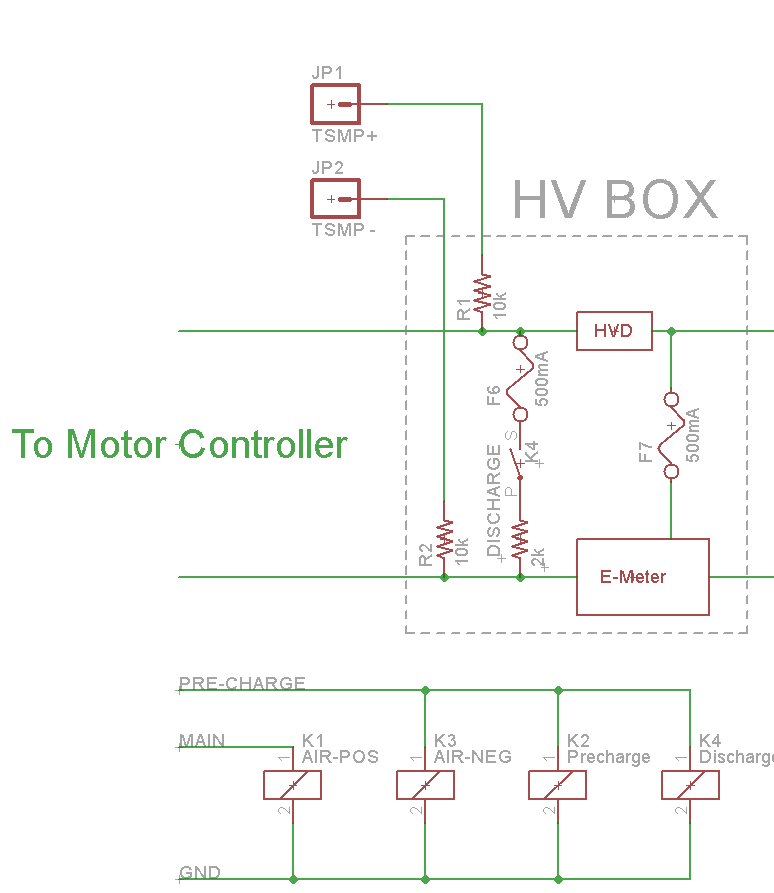 JP1
TSMP+
JP2
TSMP -
HV BOX
R1
10k
HVD
F6
500mA
To Motor Controller
S
K4
DISCHARGE
P
F7
500mA
R2
10k
2k
E-Meter
PRE-CHARGE
MAIN
K1
AIR-POS
1
2
K3
AIR-NEG
1
2
K2
Precharge
1
2
K4
Discharge
1
2
GND